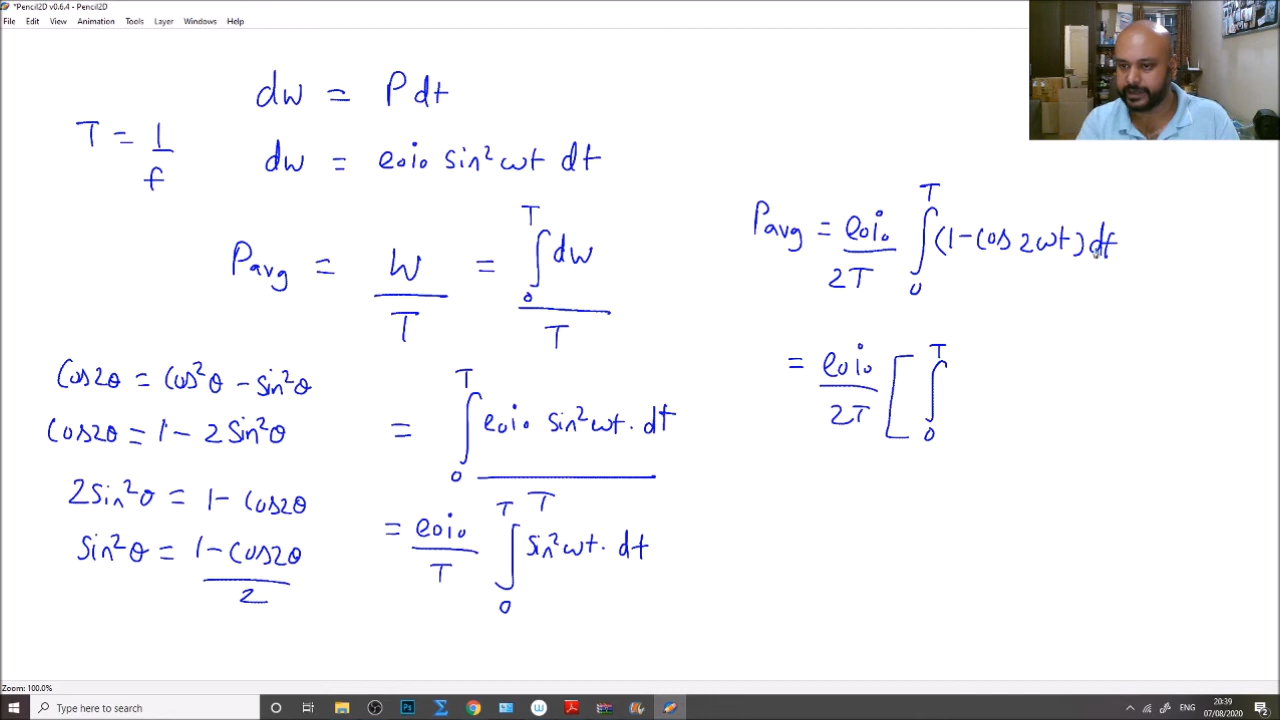 *Pencil2D v0.6.4 - Pencil2D
File Edit View Animation Tools Layer Windows Help
dw = P dt
T = 1/f
dw = e₀i₀ sin²ωt dt
Pavg = W/T = ∫₀ᵀ dw / T
= ∫₀ᵀ e₀i₀ sin²ωt. dt / T
= e₀i₀/T ∫₀ᵀ sin²ωt. dt
Cos2θ = Cos²θ - sin²θ
Cos2θ = 1 - 2Sin²θ
2Sin²θ = 1 - Cos2θ
Sin²θ = 1-Cos2θ/2
Pavg = e₀i₀/2T ∫₀ᵀ (1-Cos 2ωt)dt
= e₀i₀/2T [ ∫₀ᵀ
Zoom: 100.0%
Type here to search
ENG
20:39
07/08/2020
2